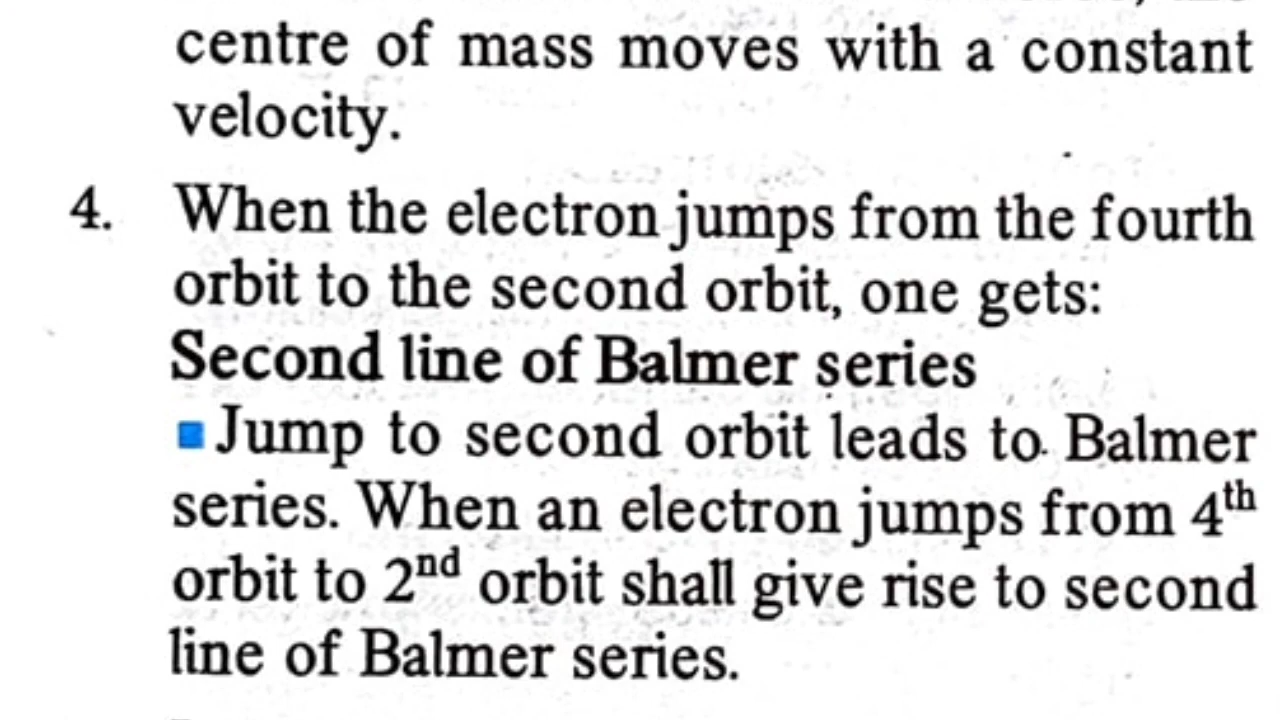 centre of mass moves with a constant
velocity.
4. When the electron jumps from the fourth
orbit to the second orbit, one gets:
Second line of Balmer series
▪Jump to second orbit leads to Balmer
series. When an electron jumps from 4th
orbit to 2nd orbit shall give rise to second
line of Balmer series.